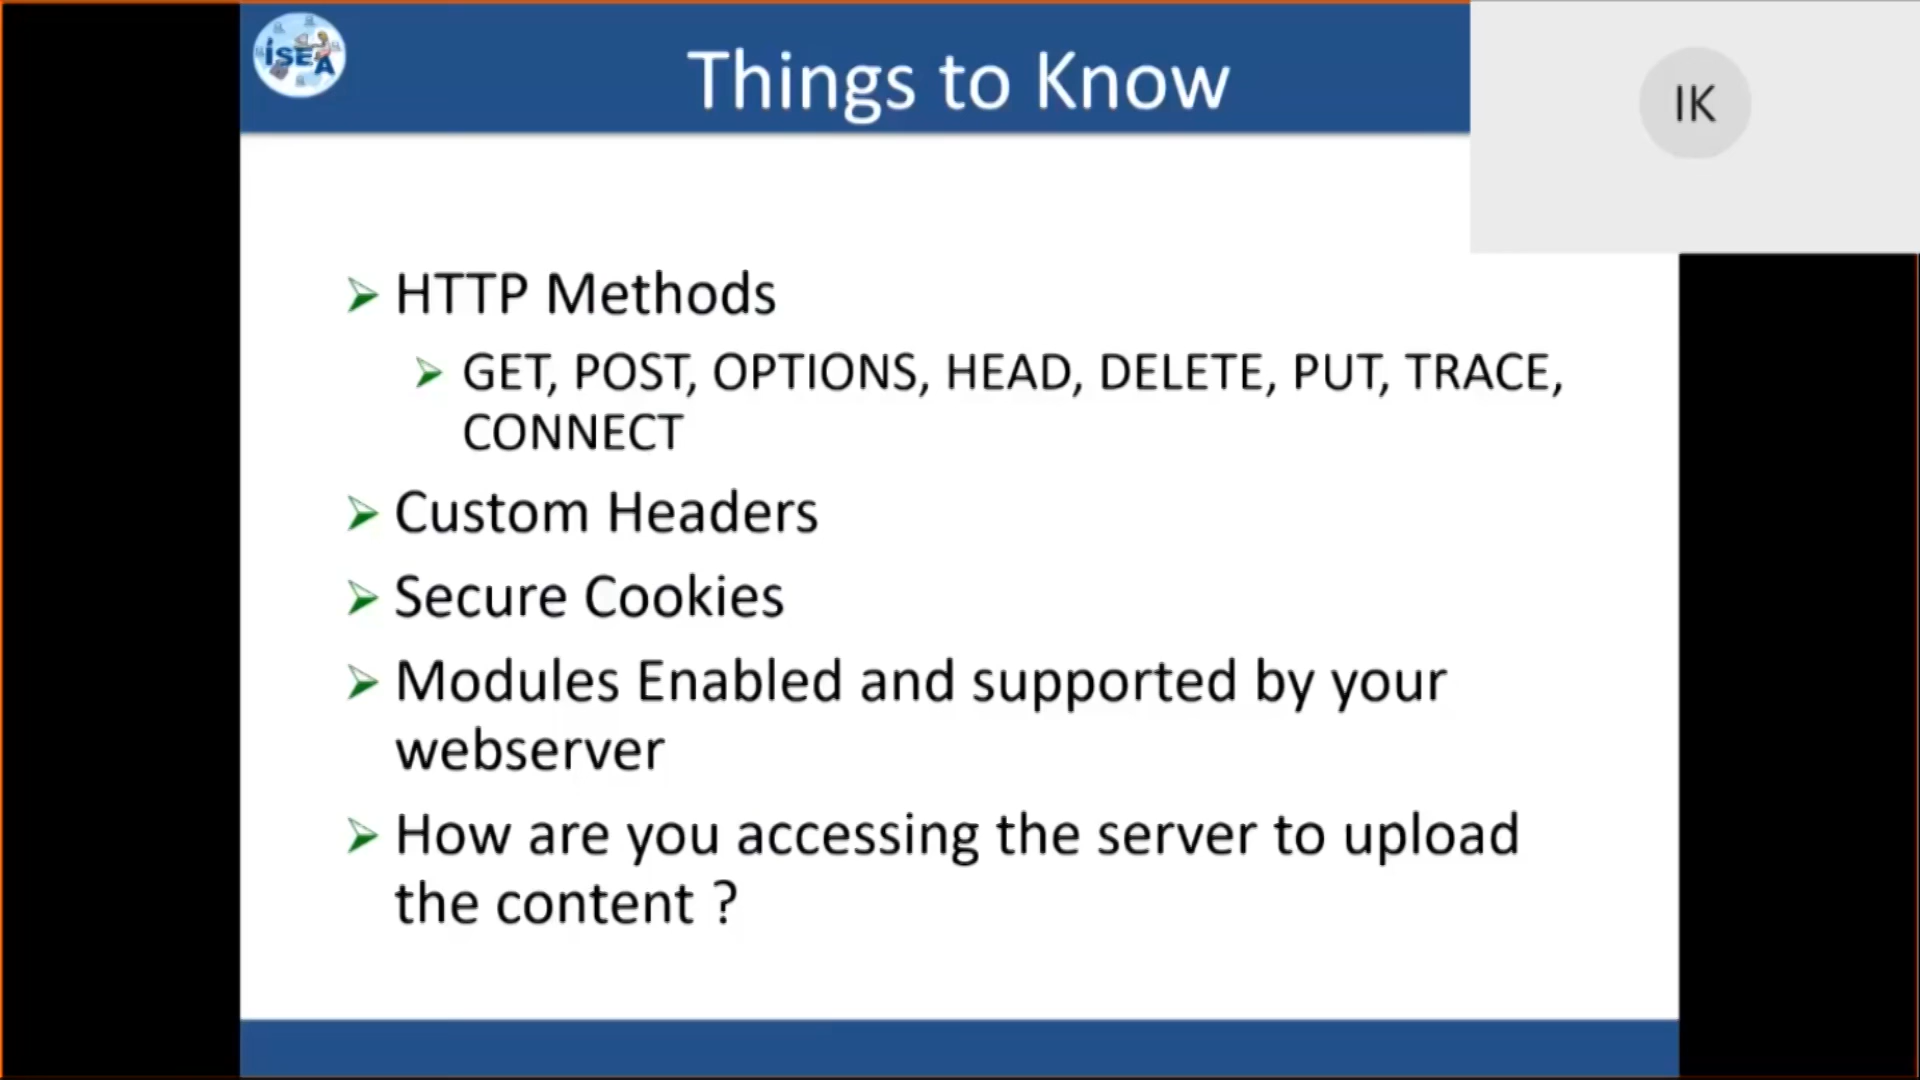 ISEA
Things to Know
IK
HTTP Methods
GET, POST, OPTIONS, HEAD, DELETE, PUT, TRACE,
CONNECT
Custom Headers
Secure Cookies
Modules Enabled and supported by your
webserver
How are you accessing the server to upload
the content ?